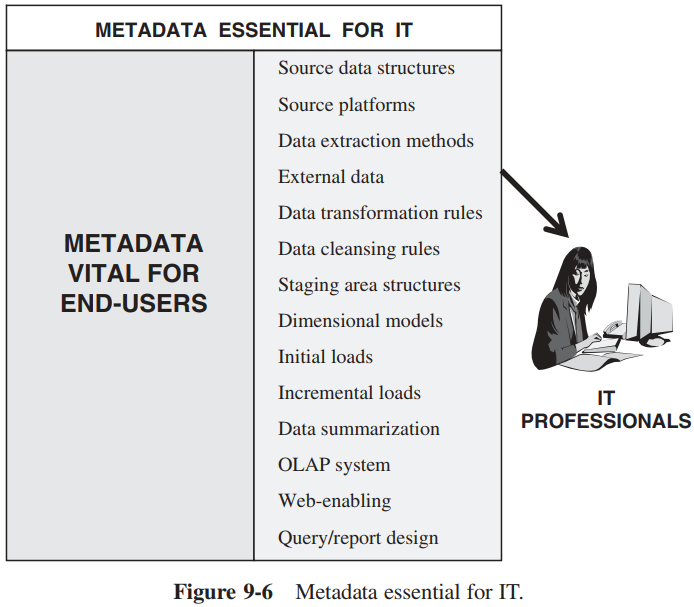 METADATA ESSENTIAL FOR IT
METADATA
VITAL FOR
END-USERS
Source data structures
Source platforms
Data extraction methods
External data
Data transformation rules
Data cleansing rules
Staging area structures
Dimensional models
Initial loads
Incremental loads
Data summarization
OLAP system
Web-enabling
Query/report design
IT
PROFESSIONALS
Figure 9-6 Metadata essential for IT.